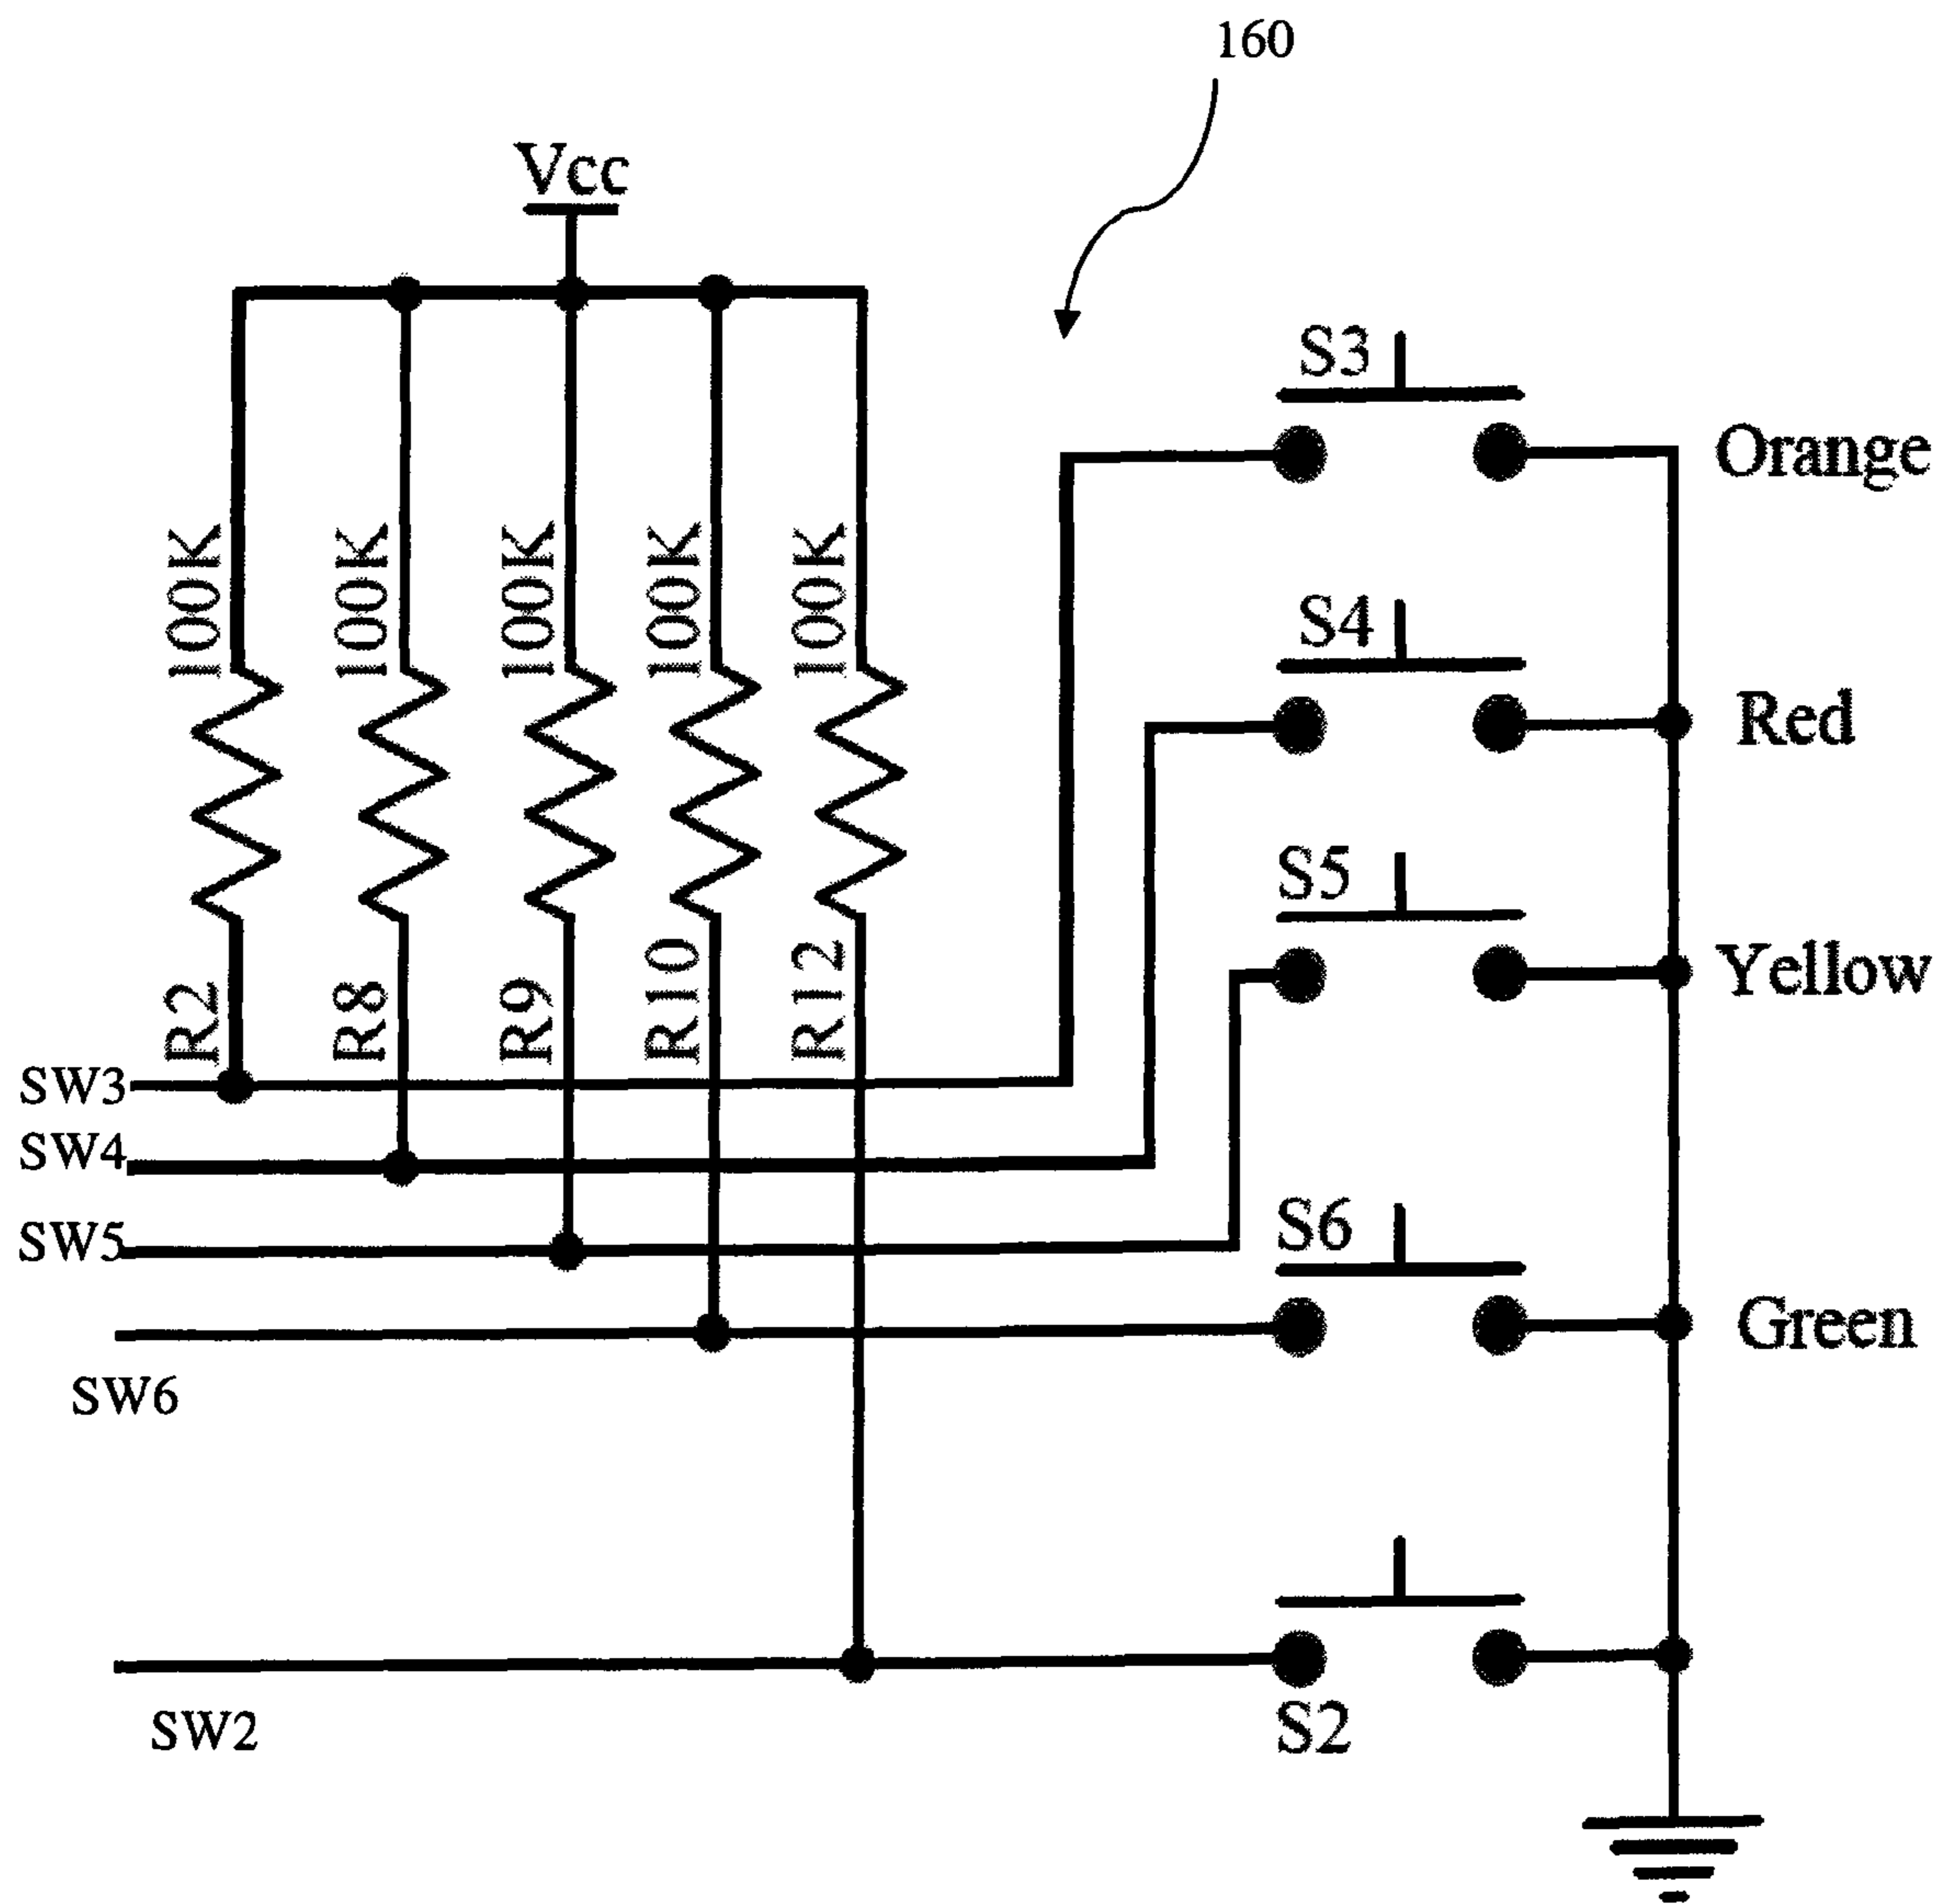 160
Vcc
S3
Orange
100K
100K
100K
100K
100K
S4
Red
S5
Yellow
R2
R8
R9
R10
R12
SW3
SW4
SW5
S6
Green
SW6
SW2
S2